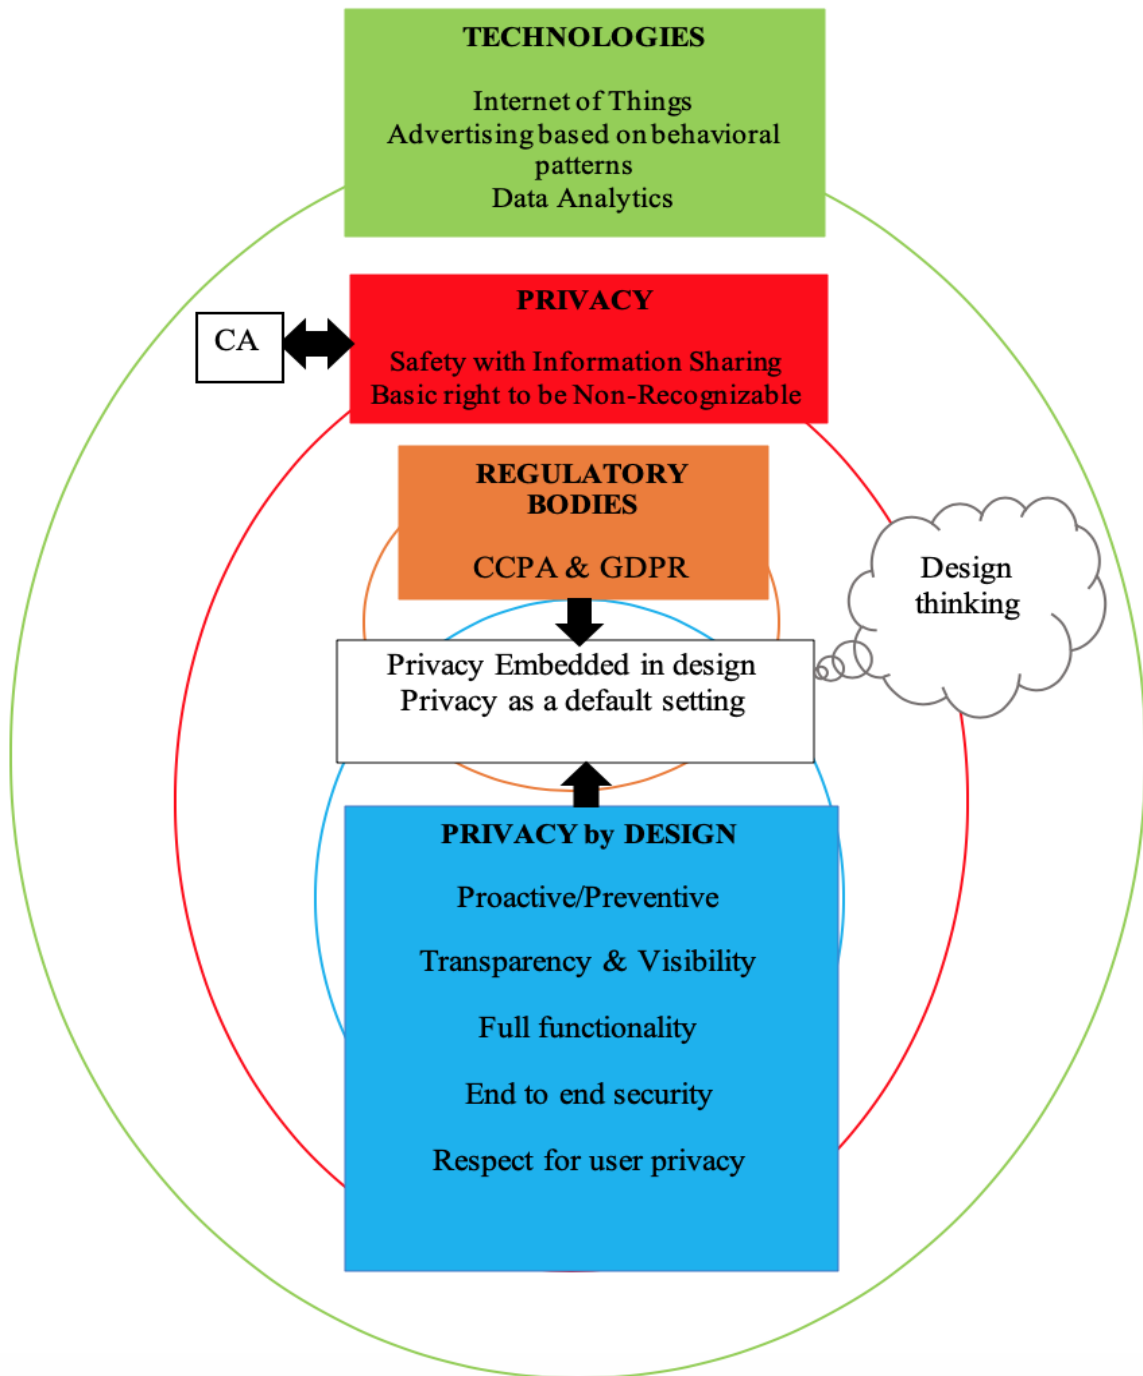 TECHNOLOGIES
Internet of Things
Advertising based on behavioral
patterns
Data Analytics
PRIVACY
CA
Safety with Information Sharing
Basic right to be Non-Recognizable
REGULATORY
BODIES
CCPA & GDPR
Design
thinking
Privacy Embedded in design
Privacy as a default setting
PRIVACY by DESIGN
Proactive/Preventive
Transparency & Visibility
Full functionality
End to end security
Respect for user privacy